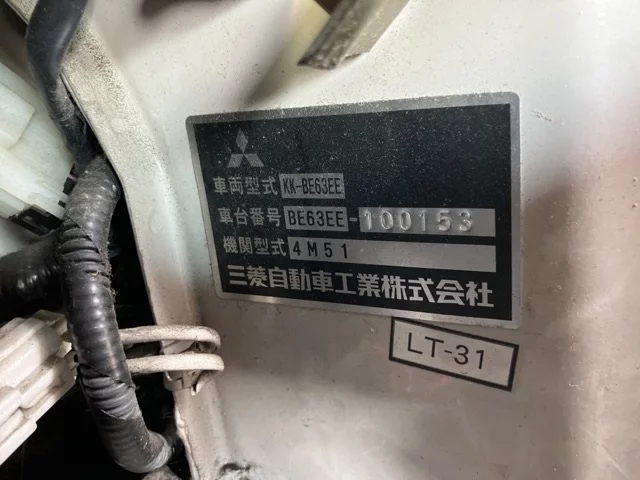 車両型式 KK-BE63EE
車台番号 BE63EE-100153
機関型式 4M51
三菱自動車工業株式会社
LT-31